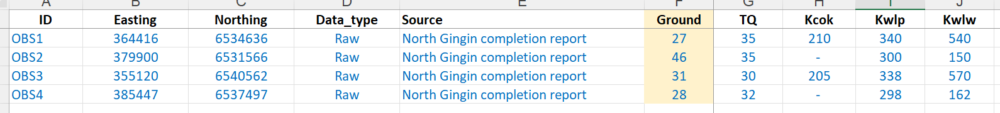 A B C D E F G H I J
ID Easting Northing Data_type Source Ground TQ Kcok Kwlp Kwlw
OBS1 364416 6534636 Raw North Gingin completion report 27 35 210 340 540
OBS2 379900 6531566 Raw North Gingin completion report 46 35 - 300 150
OBS3 355120 6540562 Raw North Gingin completion report 31 30 205 338 570
OBS4 385447 6537497 Raw North Gingin completion report 28 32 - 298 162